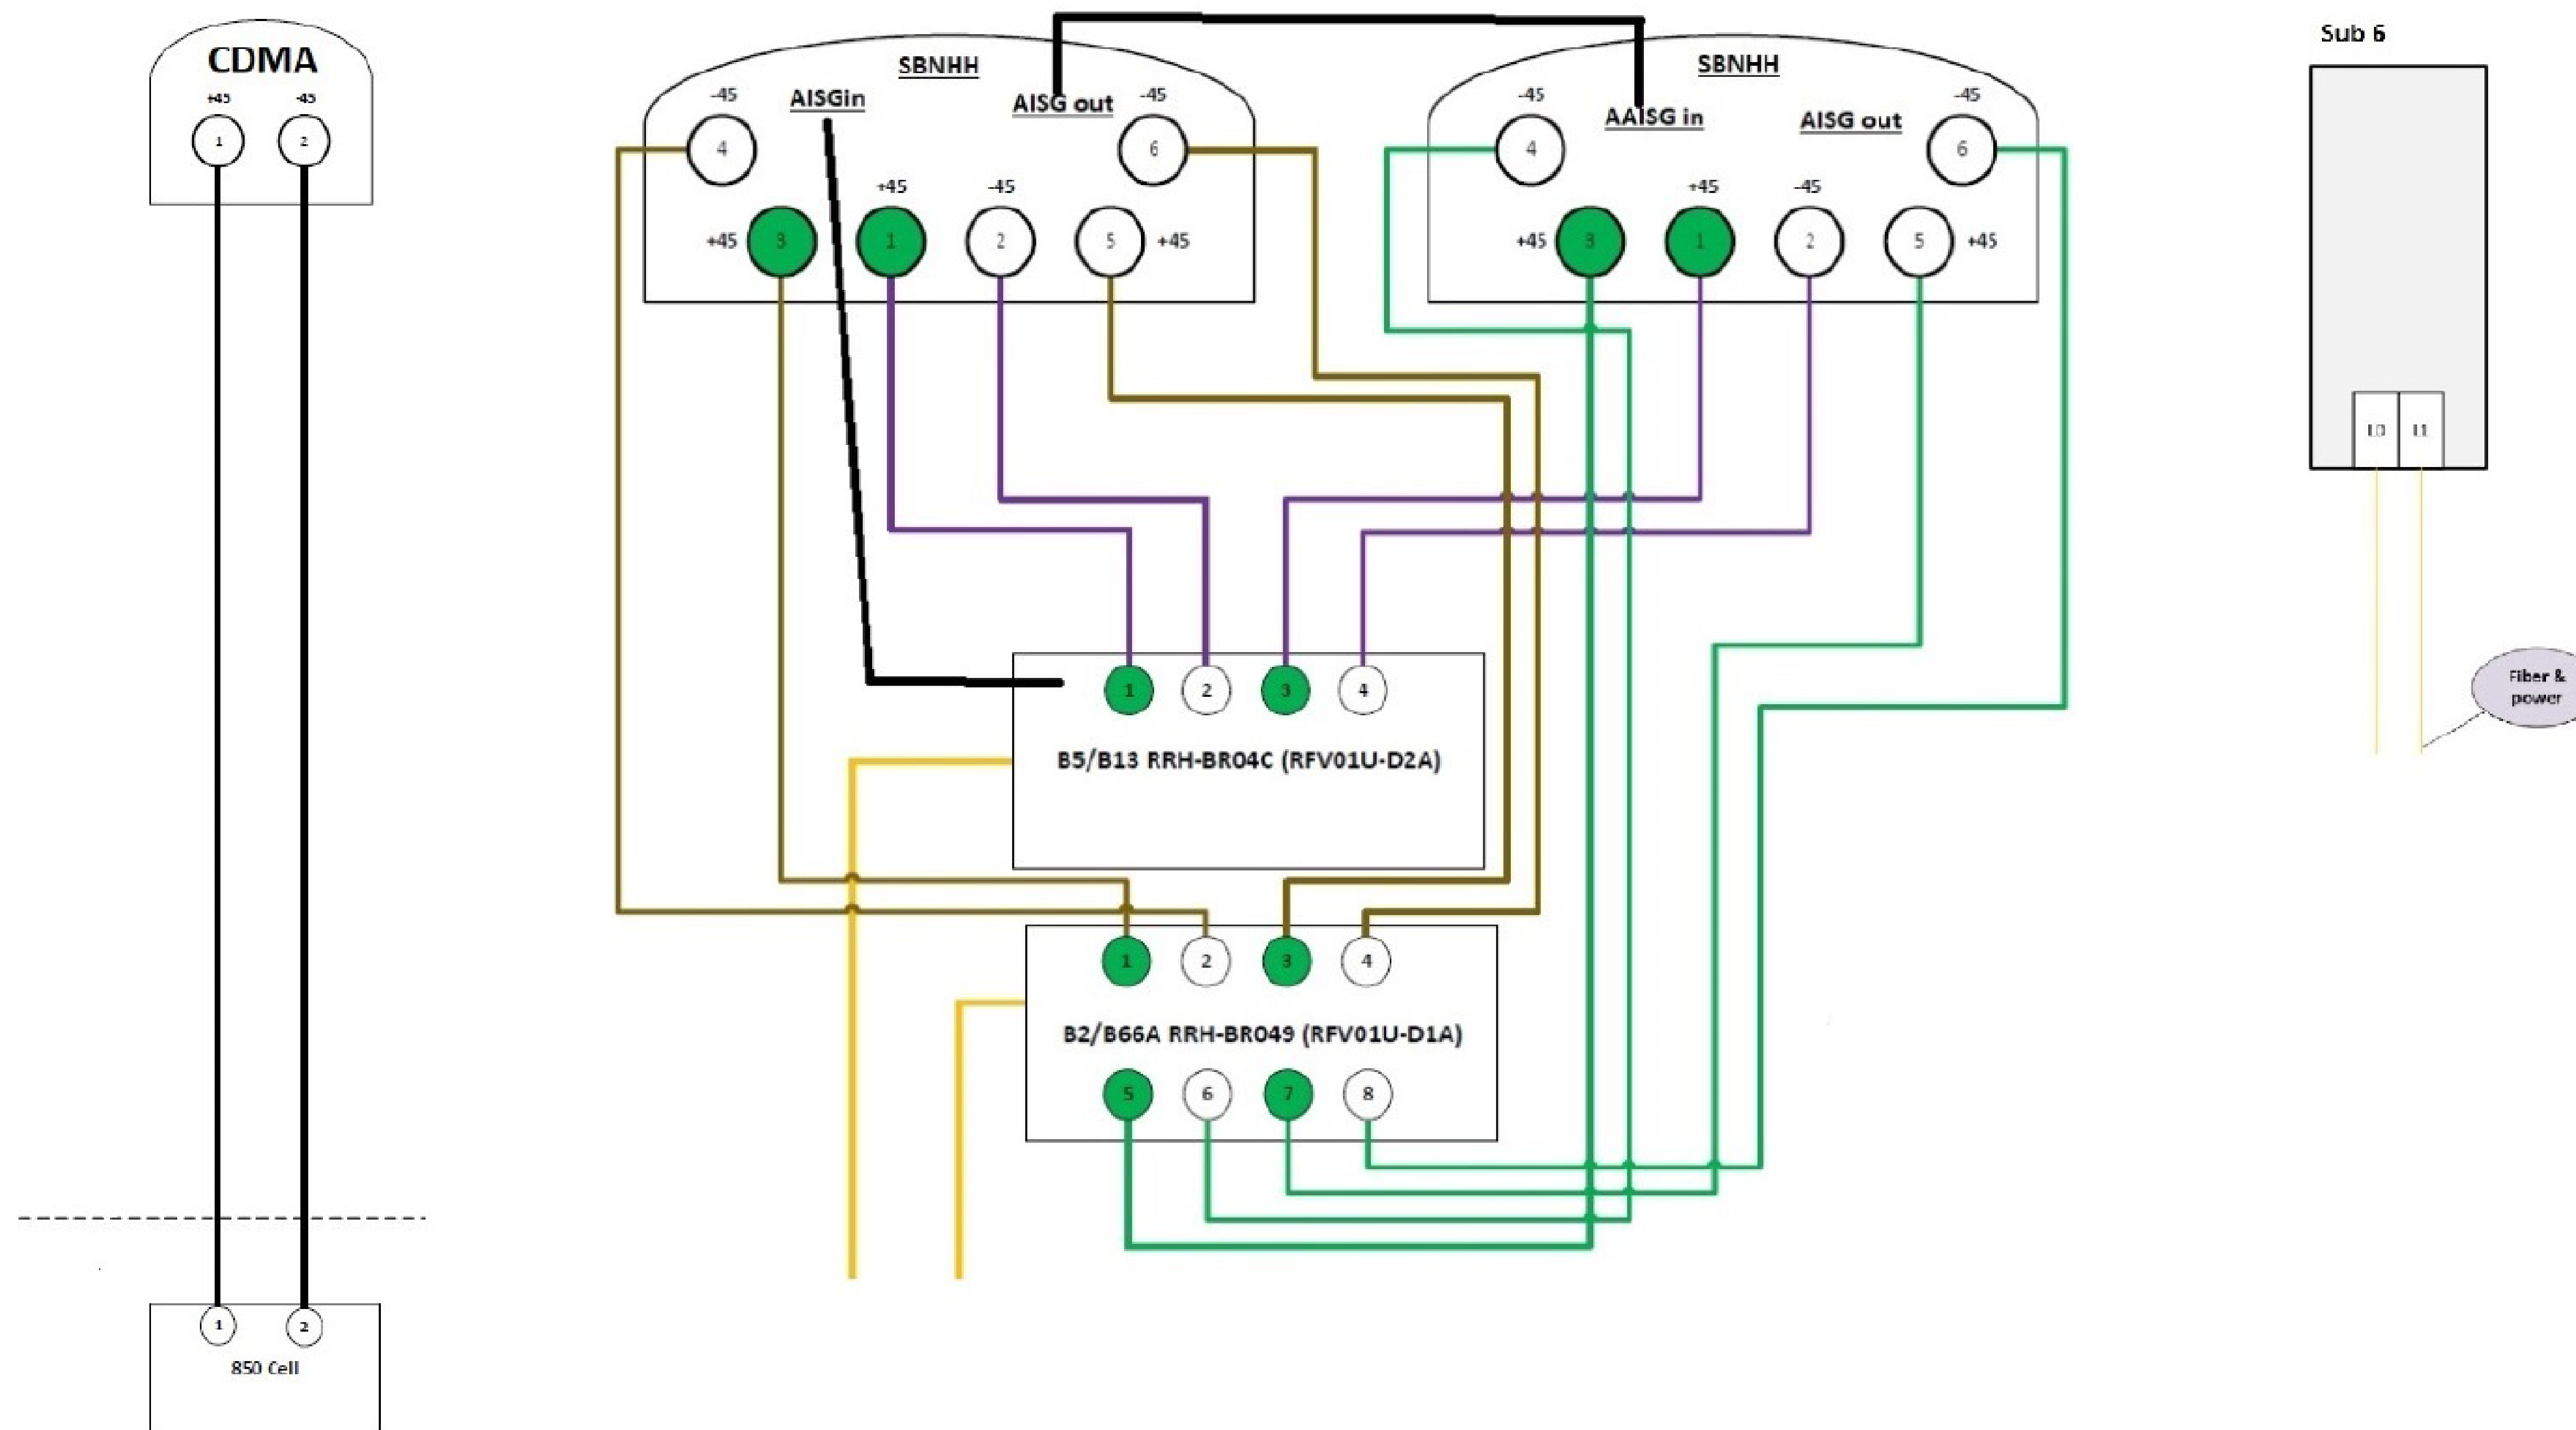 CDMA
+45 -45
1 2
SBNHH
-45 AISGin AISG out -45
4 6
+45 -45
+45 3 1 2 5 +45
SBNHH
-45 AAISG in AISG out -45
4 6
+45 -45
+45 3 1 2 5 +45
Sub 6
L0 L1
Fiber &
power
1 2 3 4
B5/B13 RRH-BR04C (RFV01U-D2A)
1 2 3 4
B2/B66A RRH-BR049 (RFV01U-D1A)
5 6 7 8
1 2
850 Cell